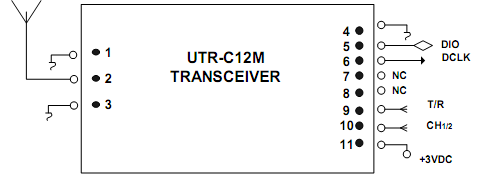 1
2
3
UTR-C12M
TRANSCEIVER
4
5 DIO
6 DCLK
7 NC
8 NC
9 T/R
10 CH1/2
11 +3VDC